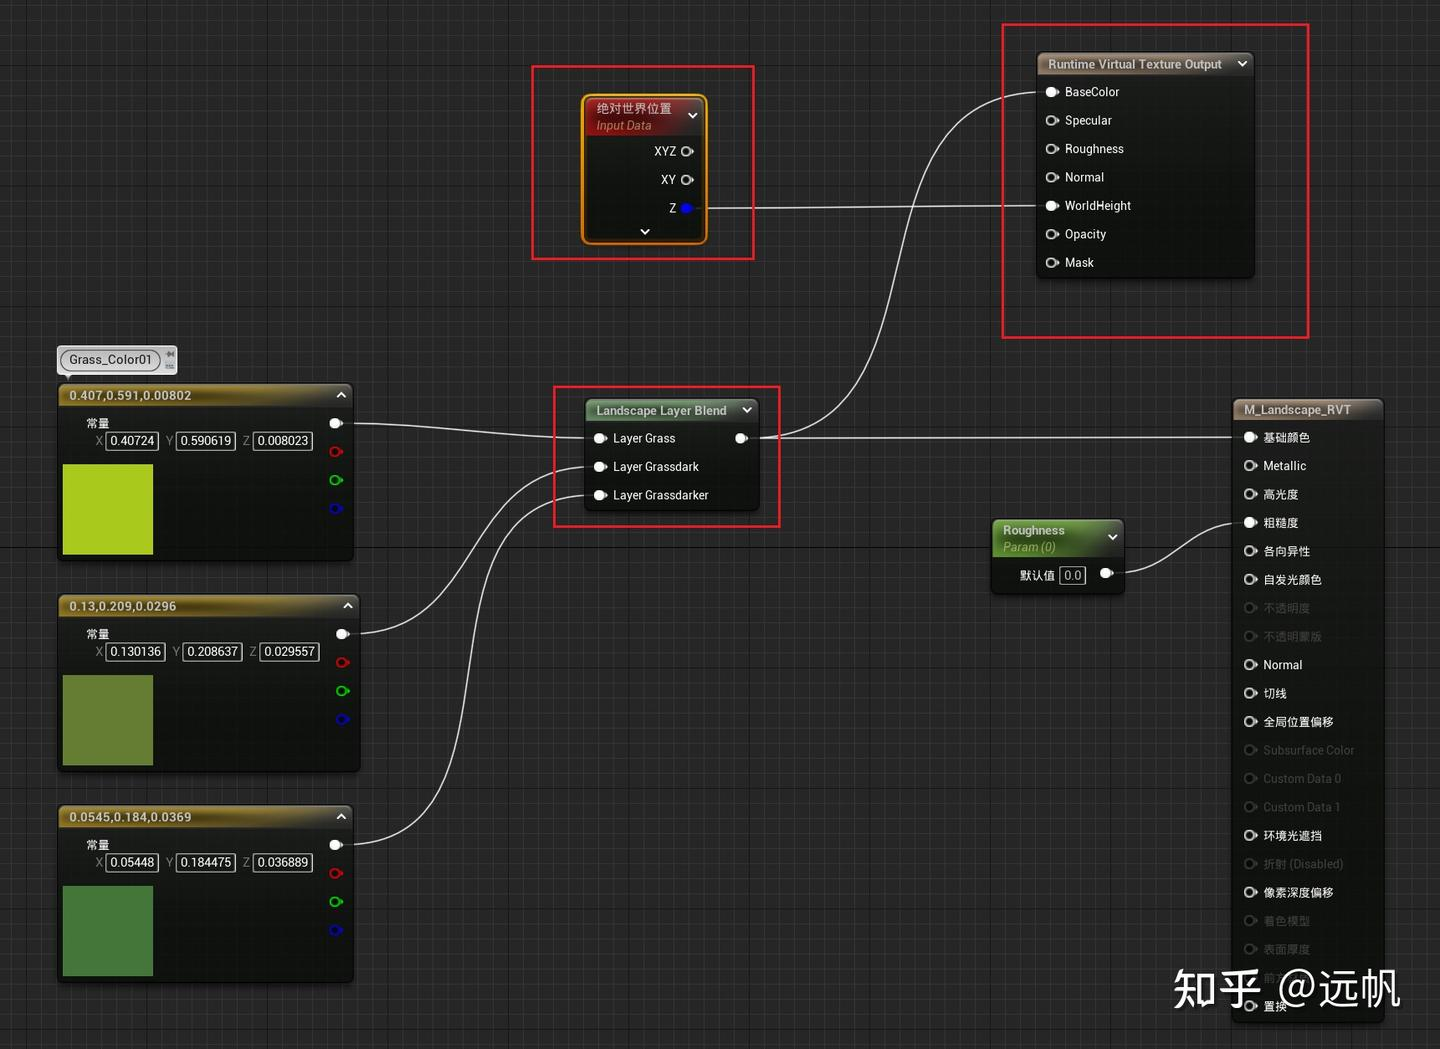 绝对世界位置
Input Data
XYZ
XY
Z
Runtime Virtual Texture Output
BaseColor
Specular
Roughness
Normal
WorldHeight
Opacity
Mask
Grass_Color01
0.407,0.591,0.00802
常量
X 0.40724 Y 0.590619 Z 0.008023
0.13,0.209,0.0296
常量
X 0.130136 Y 0.208637 Z 0.029557
0.0545,0.184,0.0369
常量
X 0.05448 Y 0.184475 Z 0.036889
Landscape Layer Blend
Layer Grass
Layer Grassdark
Layer Grassdarker
Roughness
Param (0)
默认值 0.0
M_Landscape_RVT
基础颜色
Metallic
高光度
粗糙度
各向异性
自发光颜色
不透明度
不透明蒙版
Normal
切线
全局位置偏移
Subsurface Color
Custom Data 0
Custom Data 1
环境光遮挡
折射 (Disabled)
像素深度偏移
着色模型
表面厚度
置换
知乎 @远帆